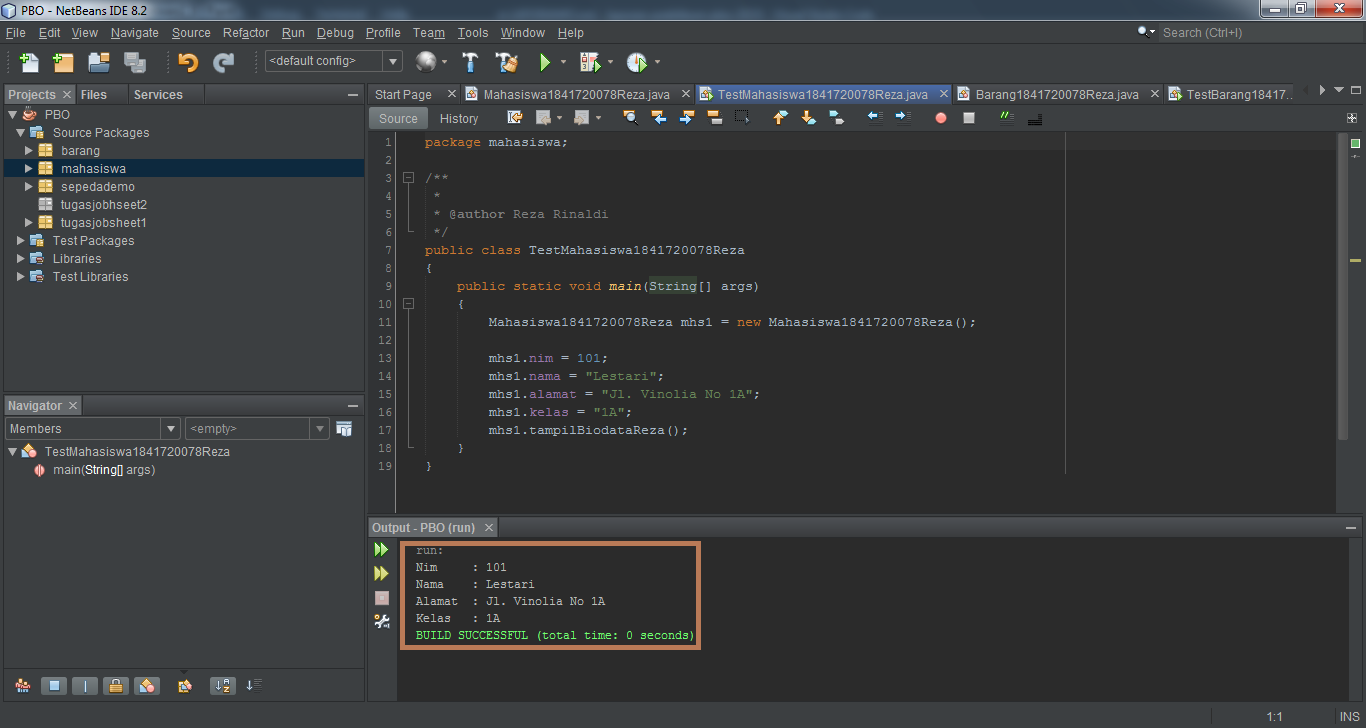 PBO - NetBeans IDE 8.2
File Edit View Navigate Source Refactor Run Debug Profile Team Tools Window Help
Search (Ctrl+I)
<default config>
Projects Files Services
PBO
Source Packages
barang
mahasiswa
sepedademo
tugasjobhseet2
tugasjobsheet1
Test Packages
Libraries
Test Libraries
Navigator
Members <empty>
TestMahasiswa1841720078Reza
main(String[] args)
Start Page Mahasiswa1841720078Reza.java TestMahasiswa1841720078Reza.java Barang1841720078Reza.java TestBarang18417..
Source History
1 package mahasiswa;
2
3 /**
4 *
5 * @author Reza Rinaldi
6 */
7 public class TestMahasiswa1841720078Reza
8 {
9 public static void main(String[] args)
10 {
11 Mahasiswa1841720078Reza mhs1 = new Mahasiswa1841720078Reza();
12
13 mhs1.nim = 101;
14 mhs1.nama = "Lestari";
15 mhs1.alamat = "Jl. Vinolia No 1A";
16 mhs1.kelas = "1A";
17 mhs1.tampilBiodataReza();
18 }
19 }
Output - PBO (run)
run:
Nim : 101
Nama : Lestari
Alamat : Jl. Vinolia No 1A
Kelas : 1A
BUILD SUCCESSFUL (total time: 0 seconds)
1:1 INS